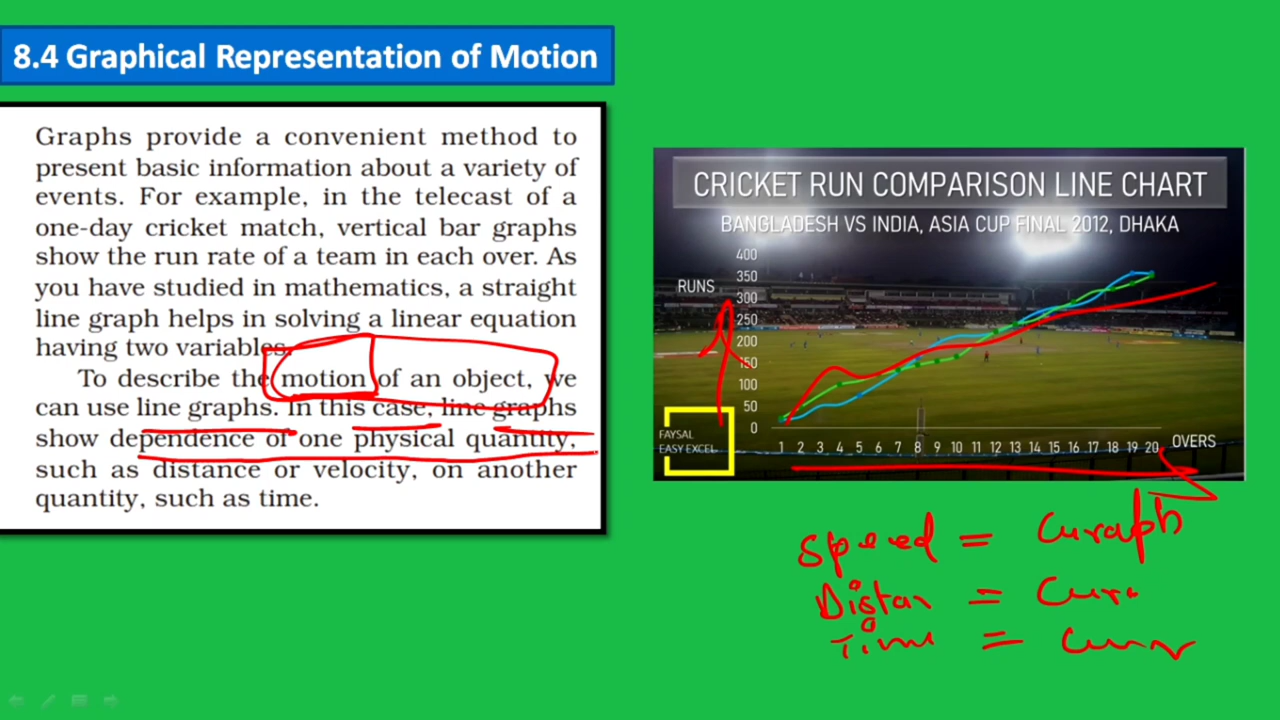 8.4 Graphical Representation of Motion
Graphs provide a convenient method to
present basic information about a variety of
events. For example, in the telecast of a
one-day cricket match, vertical bar graphs
show the run rate of a team in each over. As
you have studied in mathematics, a straight
line graph helps in solving a linear equation
having two variables.
To describe the motion of an object, we
can use line graphs. In this case, line graphs
show dependence of one physical quantity,
such as distance or velocity, on another
quantity, such as time.
CRICKET RUN COMPARISON LINE CHART
BANGLADESH VS INDIA, ASIA CUP FINAL 2012, DHAKA
RUNS
400
350
300
250
200
150
100
50
0
1 2 3 4 5 6 7 8 9 10 11 12 13 14 15 16 17 18 19 20 OVERS
FAYSAL
EASY EXCEL
Speed = Graph
Distan =
Time =